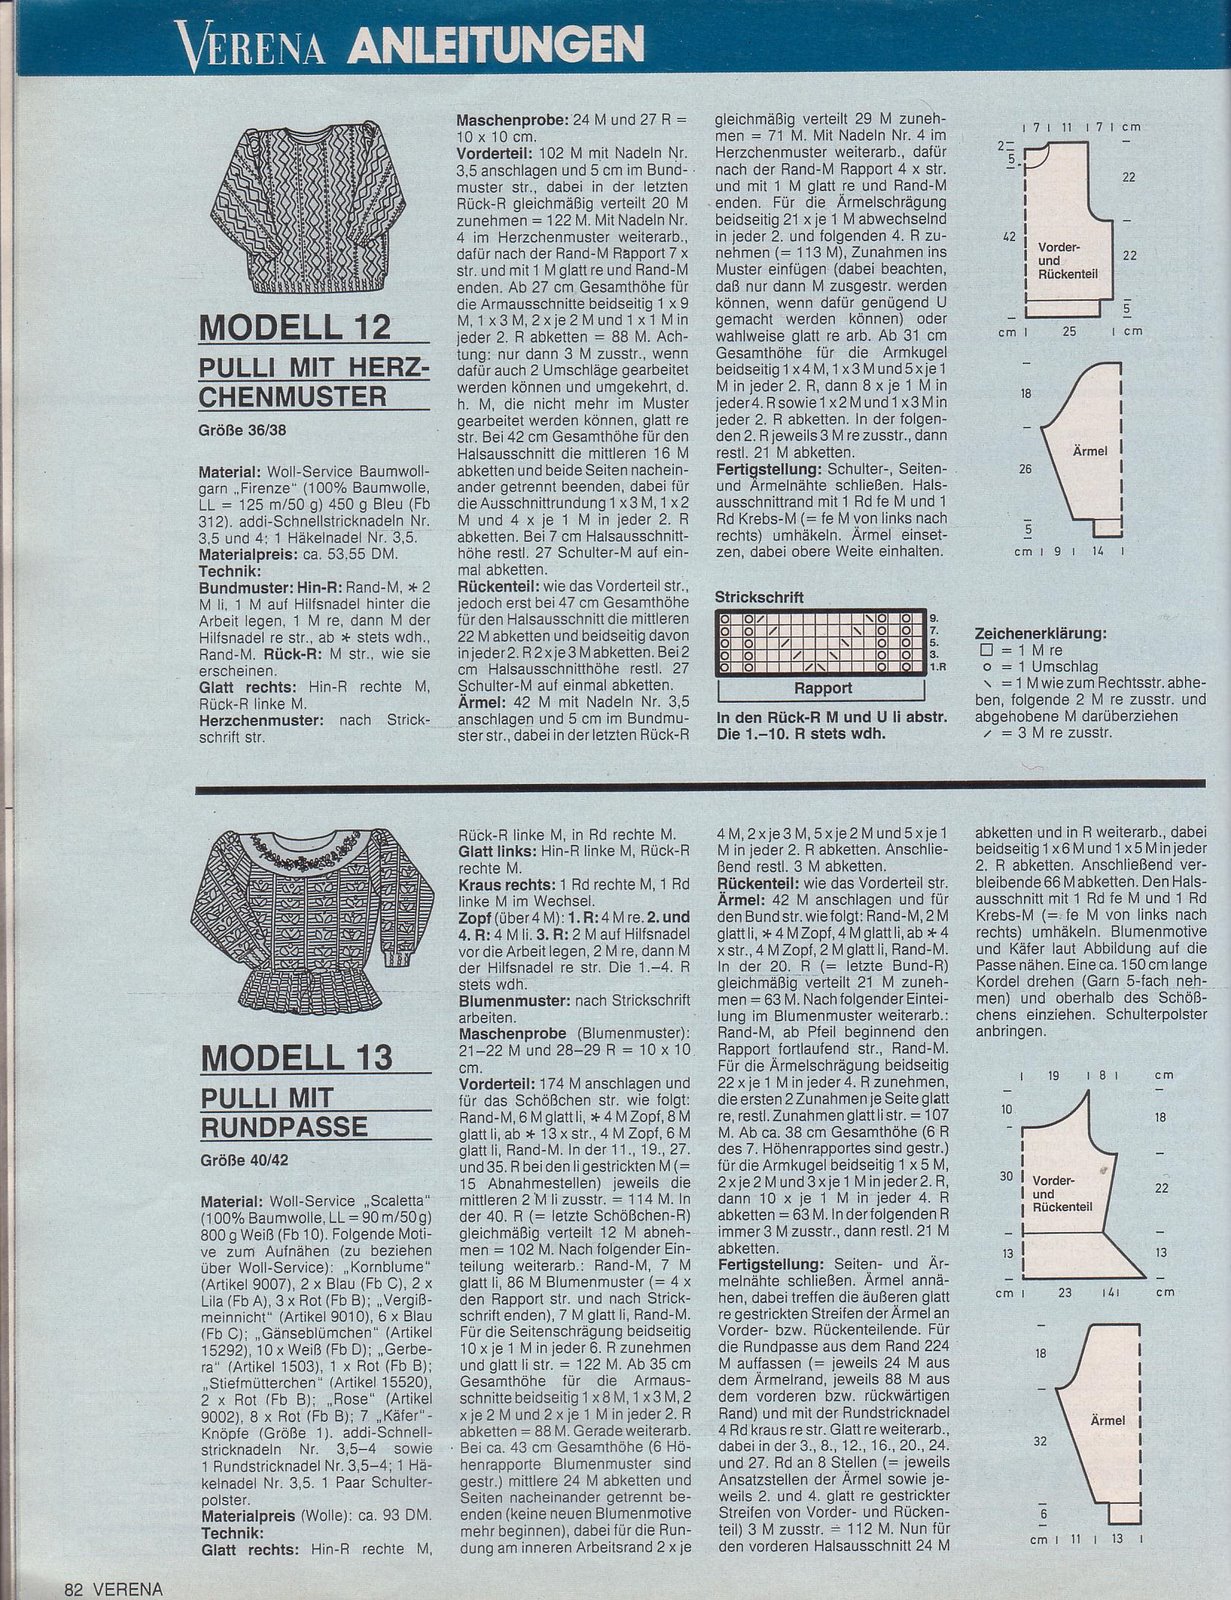 VERENA ANLEITUNGEN
MODELL 12
PULLI MIT HERZ-
CHENMUSTER
Größe 36/38
Material: Woll-Service Baumwoll-
garn „Firenze“ (100% Baumwolle,
LL = 125 m/50 g) 450 g Bleu (Fb
312). addi-Schnellstricknadeln Nr.
3,5 und 4; 1 Häkelnadel Nr. 3,5.
Materialpreis: ca. 53,55 DM.
Technik:
Bundmuster: Hin-R: Rand-M, * 2
M li, 1 M auf Hilfsnadel hinter die
Arbeit legen, 1 M re, dann M der
Hilfsnadel re str., ab * stets wdh.,
Rand-M. Rück-R: M str., wie sie
erscheinen.
Glatt rechts: Hin-R rechte M,
Rück-R linke M.
Herzchenmuster: nach Strick-
schrift str.
Maschenprobe: 24 M und 27 R =
10 x 10 cm.
Vorderteil: 102 M mit Nadeln Nr.
3,5 anschlagen und 5 cm im Bund-
muster str., dabei in der letzten
Rück-R gleichmäßig verteilt 20 M
zunehmen = 122 M. Mit Nadeln Nr.
4 im Herzchenmuster weiterarb.,
dafür nach der Rand-M Rapport 7 x
str. und mit 1 M glatt re und Rand-M
enden. Ab 27 cm Gesamthöhe für
die Armausschnitte beidseitig 1 x 9
M, 1 x 3 M, 2 x je 2 M und 1 x 1 M in
jeder 2. R abketten = 88 M. Ach-
tung: nur dann 3 M zusstr., wenn
dafür auch 2 Umschläge gearbeitet
werden können und umgekehrt, d.
h. M, die nicht mehr im Muster
gearbeitet werden können, glatt re
str. Bei 42 cm Gesamthöhe für den
Halsausschnitt die mittleren 16 M
abketten und beide Seiten nachein-
ander getrennt beenden, dabei für
die Ausschnittrundung 1 x 3 M, 1 x 2
M und 4 x je 1 M in jeder 2. R
abketten. Bei 7 cm Halsausschnitt-
höhe restl. 27 Schulter-M auf ein-
mal abketten.
Rückenteil: wie das Vorderteil str.,
jedoch erst bei 47 cm Gesamthöhe
für den Halsausschnitt die mittleren
22 M abketten und beidseitig davon
in jeder 2. R 2 x je 3 M abketten. Bei 2
cm Halsausschnitthöhe restl. 27
Schulter-M auf einmal abketten.
Ärmel: 42 M mit Nadeln Nr. 3,5
anschlagen und 5 cm im Bundmu-
ster str., dabei in der letzten Rück-R
gleichmäßig verteilt 29 M zuneh-
men = 71 M. Mit Nadeln Nr. 4 im
Herzchenmuster weiterarb., dafür
nach der Rand-M Rapport 4 x str.
und mit 1 M glatt re und Rand-M
enden. Für die Ärmelschrägung
beidseitig 21 x je 1 M abwechselnd
in jeder 2. und folgenden 4. R zu-
nehmen (= 113 M), Zunahmen ins
Muster einfügen (dabei beachten,
daß nur dann M zusgestr. werden
können, wenn dafür genügend U
gemacht werden können) oder
wahlweise glatt re arb. Ab 31 cm
Gesamthöhe für die Armkugel
beidseitig 1 x 4 M, 1 x 3 M und 5 x je 1
M in jeder 2. R, dann 8 x je 1 M in
jeder 4. R sowie 1 x 2 M und 1 x 3 M in
jeder 2. R abketten. In der folgen-
den 2. R jeweils 3 M re zusstr., dann
restl. 21 M abketten.
Fertigstellung: Schulter-, Seiten-
und Ärmelnähte schließen. Hals-
ausschnittrand mit 1 Rd fe M und 1
Rd Krebs-M (= fe M von links nach
rechts) umhäkeln. Ärmel einset-
zen, dabei obere Weite einhalten.
Strickschrift
9.
7.
5.
3.
1.R
Rapport
In den Rück-R M und U li abstr.
Die 1.–10. R stets wdh.
7 11 7 cm
2
5
22
42
Vorder-
und
Rückenteil
22
5
cm 25 cm
18
Ärmel
26
5
cm 9 14
Zeichenerklärung:
□ = 1 M re
o = 1 Umschlag
\ = 1 M wie zum Rechtsstr. abhe-
ben, folgende 2 M re zusstr. und
abgehobene M darüberziehen
/ = 3 M re zusstr.
MODELL 13
PULLI MIT
RUNDPASSE
Größe 40/42
Material: Woll-Service „Scaletta“
(100% Baumwolle, LL = 90 m/50 g)
800 g Weiß (Fb 10). Folgende Moti-
ve zum Aufnähen (zu beziehen
über Woll-Service): „Kornblume“
(Artikel 9007), 2 x Blau (Fb C), 2 x
Lila (Fb A), 3 x Rot (Fb B); „Vergiß-
meinnicht“ (Artikel 9010), 6 x Blau
(Fb C); „Gänseblümchen“ (Artikel
15292), 10 x Weiß (Fb D); „Gerbe-
ra“ (Artikel 1503), 1 x Rot (Fb B);
„Stiefmütterchen“ (Artikel 15520),
2 x Rot (Fb B); „Rose“ (Artikel
9002), 8 x Rot (Fb B); 7 „Käfer“-
Knöpfe (Größe 1). addi-Schnell-
stricknadeln Nr. 3,5–4 sowie
1 Rundstricknadel Nr. 3,5–4; 1 Hä-
kelnadel Nr. 3,5. 1 Paar Schulter-
polster.
Materialpreis (Wolle): ca. 93 DM.
Technik:
Glatt rechts: Hin-R rechte M,
Rück-R linke M, in Rd rechte M.
Glatt links: Hin-R linke M, Rück-R
rechte M.
Kraus rechts: 1 Rd rechte M, 1 Rd
linke M im Wechsel.
Zopf (über 4 M): 1. R: 4 M re. 2. und
4. R: 4 M li. 3. R: 2 M auf Hilfsnadel
vor die Arbeit legen, 2 M re, dann M
der Hilfsnadel re str. Die 1.–4. R
stets wdh.
Blumenmuster: nach Strickschrift
arbeiten.
Maschenprobe (Blumenmuster):
21–22 M und 28–29 R = 10 x 10
cm.
Vorderteil: 174 M anschlagen und
für das Schößchen str. wie folgt:
Rand-M, 6 M glatt li, * 4 M Zopf, 8 M
glatt li, ab * 13 x str., 4 M Zopf, 6 M
glatt li, Rand-M. In der 11., 19., 27.
und 35. R bei den li gestrickten M (=
15 Abnahmestellen) jeweils die
mittleren 2 M li zusstr. = 114 M. In
der 40. R (= letzte Schößchen-R)
gleichmäßig verteilt 12 M abneh-
men = 102 M. Nach folgender Ein-
teilung weiterarb.: Rand-M, 7 M
glatt li, 86 M Blumenmuster (= 4 x
den Rapport str. und nach Strick-
schrift enden), 7 M glatt li, Rand-M.
Für die Seitenschrägung beidseitig
10 x je 1 M in jeder 6. R zunehmen
und glatt li str. = 122 M. Ab 35 cm
Gesamthöhe für die Armaus-
schnitte beidseitig 1 x 8 M, 1 x 3 M, 2
x je 2 M und 2 x je 1 M in jeder 2. R
abketten = 88 M. Gerade weiterarb.
Bei ca. 43 cm Gesamthöhe (6 Hö-
henrapporte Blumenmuster sind
gestr.) mittlere 24 M abketten und
Seiten nacheinander getrennt be-
enden (keine neuen Blumenmotive
mehr beginnen), dabei für die Run-
dung am inneren Arbeitsrand 2 x je
4 M, 2 x je 3 M, 5 x je 2 M und 5 x je 1
M in jeder 2. R abketten. Anschlie-
ßend restl. 3 M abketten.
Rückenteil: wie das Vorderteil str.
Ärmel: 42 M anschlagen und für
den Bund str. wie folgt: Rand-M, 2 M
glatt li, * 4 M Zopf, 4 M glatt li, ab * 4
x str., 4 M Zopf, 2 M glatt li, Rand-M.
In der 20. R (= letzte Bund-R)
gleichmäßig verteilt 21 M zuneh-
men = 63 M. Nach folgender Eintei-
lung im Blumenmuster weiterarb.:
Rand-M, ab Pfeil beginnend den
Rapport fortlaufend str., Rand-M.
Für die Ärmelschrägung beidseitig
22 x je 1 M in jeder 4. R zunehmen,
die ersten 2 Zunahmen je Seite glatt
re, restl. Zunahmen glatt li str. = 107
M. Ab ca. 38 cm Gesamthöhe (6 R
des 7. Höhenrapportes sind gestr.)
für die Armkugel beidseitig 1 x 5 M,
2 x je 2 M und 3 x je 1 M in jeder 2. R,
dann 10 x je 1 M in jeder 4. R
abketten = 63 M. In der folgenden R
immer 3 M zusstr., dann restl. 21 M
abketten.
Fertigstellung: Seiten- und Är-
melnähte schließen. Ärmel annä-
hen, dabei treffen die äußeren glatt
re gestrickten Streifen der Ärmel an
Vorder- bzw. Rückenteilende. Für
die Rundpasse aus dem Rand 224
M auffassen (= jeweils 24 M aus
dem Ärmelrand, jeweils 88 M aus
dem vorderen bzw. rückwärtigen
Rand) und mit der Rundstricknadel
4 Rd kraus re str. Glatt re weiterarb.,
dabei in der 3., 8., 12., 16., 20., 24.
und 27. Rd an 8 Stellen (= jeweils
Ansatzstellen der Ärmel sowie je-
weils 2. und 4. glatt re gestrickter
Streifen von Vorder- und Rücken-
teil) 3 M zusstr. = 112 M. Nun für
den vorderen Halsausschnitt 24 M
abketten und in R weiterarb., dabei
beidseitig 1 x 6 M und 1 x 5 M in jeder
2. R abketten. Anschließend ver-
bleibende 66 M abketten. Den Hals-
ausschnitt mit 1 Rd fe M und 1 Rd
Krebs-M (= fe M von links nach
rechts) umhäkeln. Blumenmotive
und Käfer laut Abbildung auf die
Passe nähen. Eine ca. 150 cm lange
Kordel drehen (Garn 5-fach neh-
men) und oberhalb des Schöß-
chens einziehen. Schulterpolster
anbringen.
19 8 cm
10
18
30
Vorder-
und
Rückenteil
22
13
13
cm 23 4 cm
18
Ärmel
32
6
cm 11 13
82 VERENA